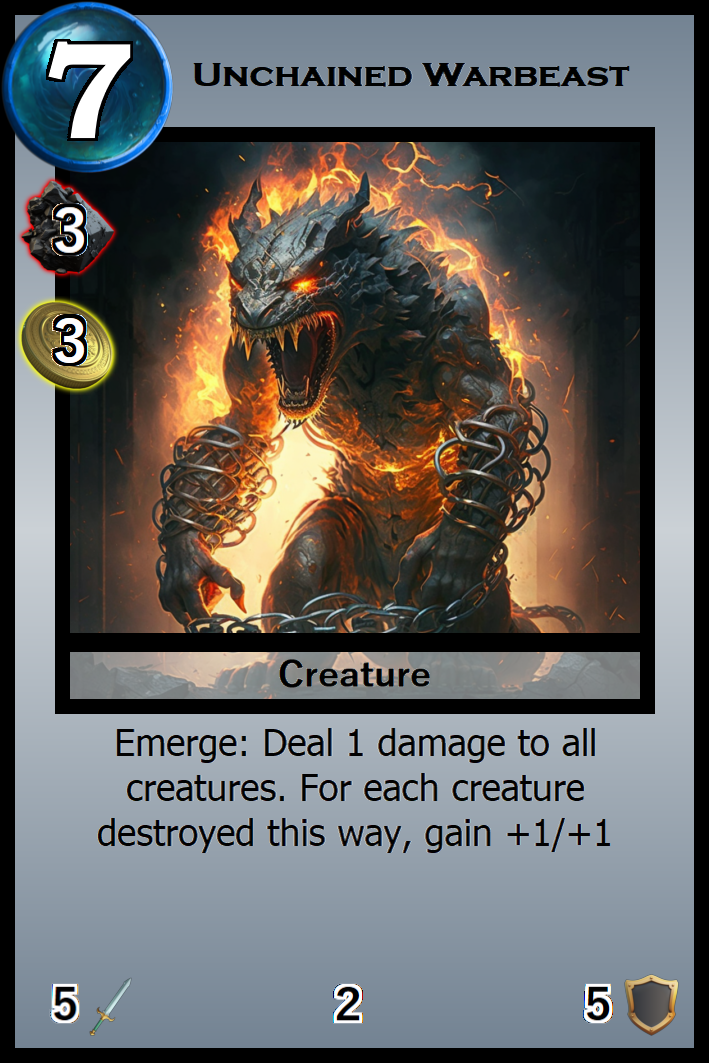 7
Unchained Warbeast
3
3
Creature
Emerge: Deal 1 damage to all
creatures. For each creature
destroyed this way, gain +1/+1
5 2 5